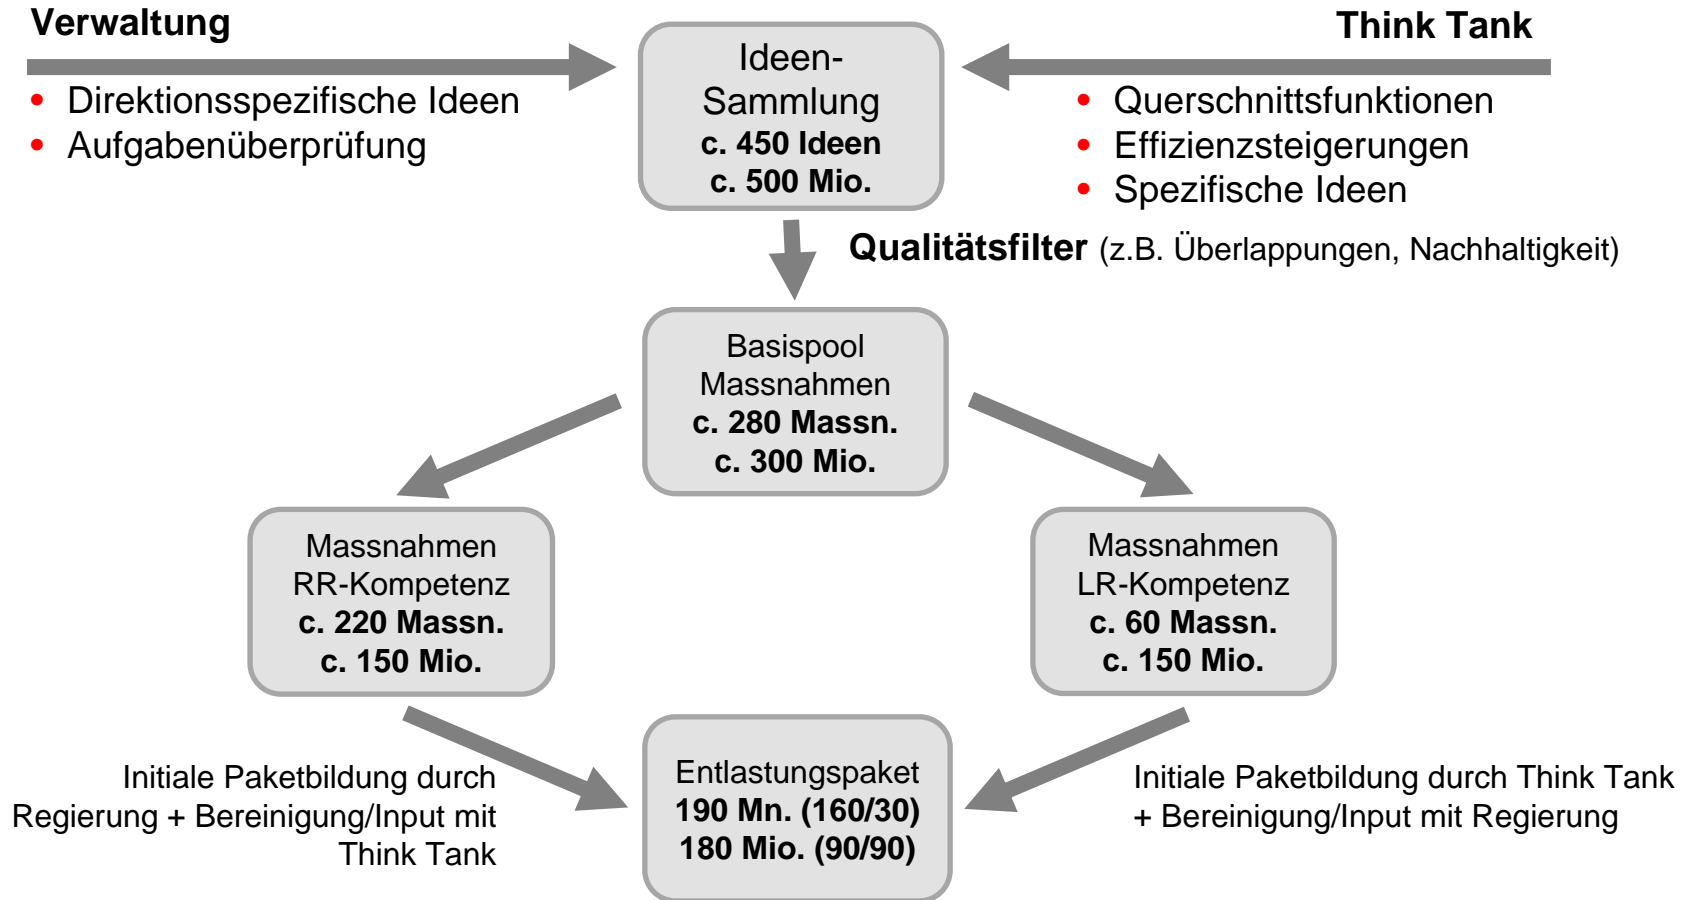 Verwaltung
• Direktionsspezifische Ideen
• Aufgabenüberprüfung
Ideen-
Sammlung
c. 450 Ideen
c. 500 Mio.
Think Tank
• Querschnittsfunktionen
• Effizienzsteigerungen
• Spezifische Ideen
Qualitätsfilter (z.B. Überlappungen, Nachhaltigkeit)
Basispool
Massnahmen
c. 280 Massn.
c. 300 Mio.
Massnahmen
RR-Kompetenz
c. 220 Massn.
c. 150 Mio.
Massnahmen
LR-Kompetenz
c. 60 Massn.
c. 150 Mio.
Initiale Paketbildung durch
Regierung + Bereinigung/Input mit
Think Tank
Entlastungspaket
190 Mn. (160/30)
180 Mio. (90/90)
Initiale Paketbildung durch Think Tank
+ Bereinigung/Input mit Regierung